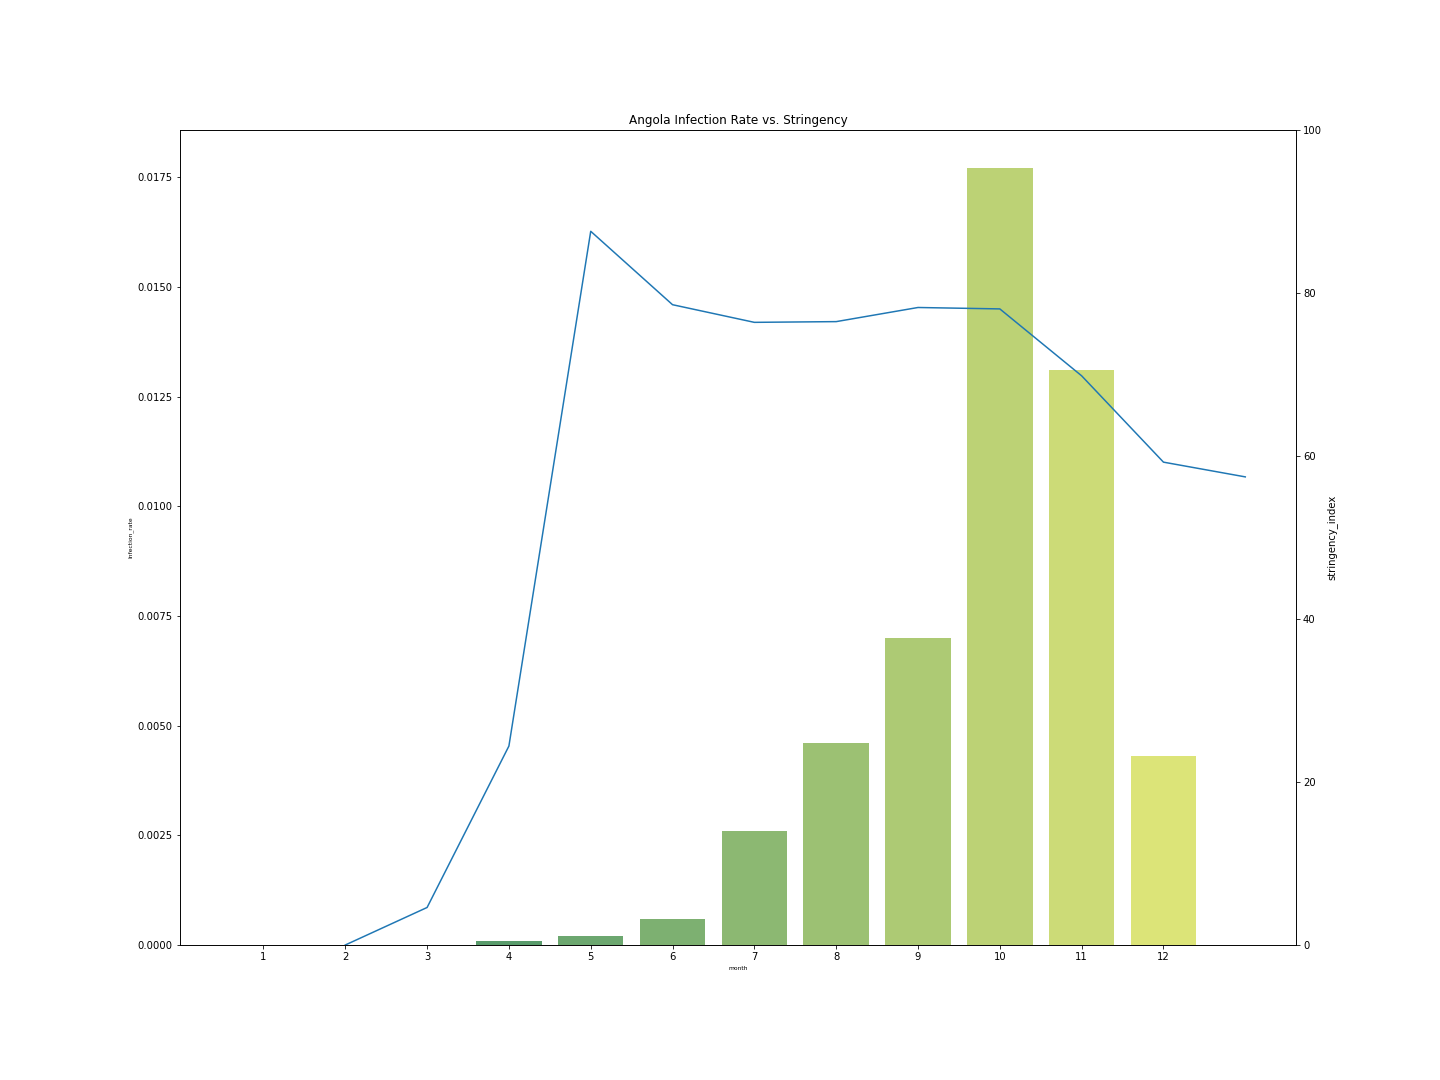 Angola Infection Rate vs. Stringency
100
0.0175
0.0150
80
0.0125
60
0.0100
Infection_rate
stringency_index
0.0075
40
0.0050
20
0.0025
0.0000
0
1 2 3 4 5 6 7 8 9 10 11 12
month